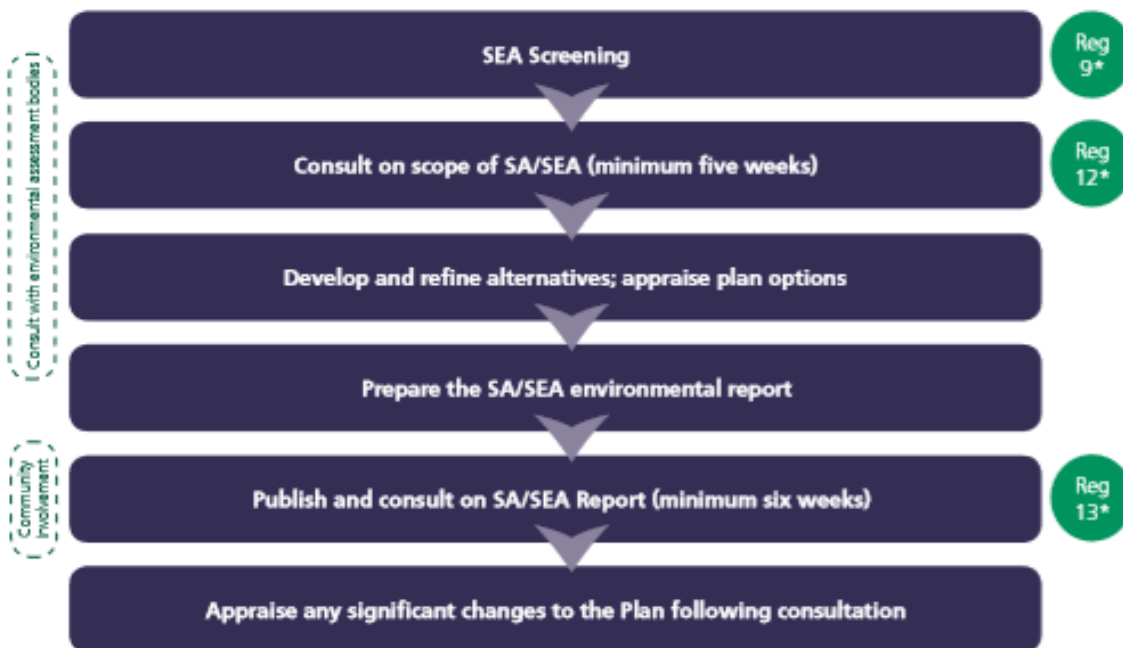 Consult with environmental assessment bodies
SEA Screening
Reg
9*
Consult on scope of SA/SEA (minimum five weeks)
Reg
12*
Develop and refine alternatives; appraise plan options
Prepare the SA/SEA environmental report
Community
involvement
Publish and consult on SA/SEA Report (minimum six weeks)
Reg
13*
Appraise any significant changes to the Plan following consultation